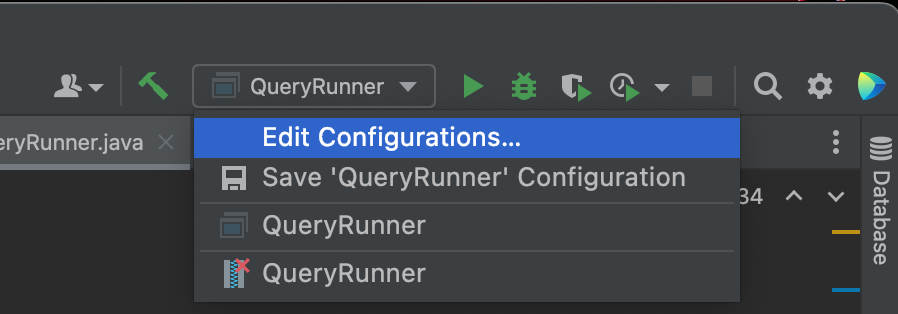 QueryRunner
eryRunner.java
Edit Configurations...
Save 'QueryRunner' Configuration
34
QueryRunner
QueryRunner
Database